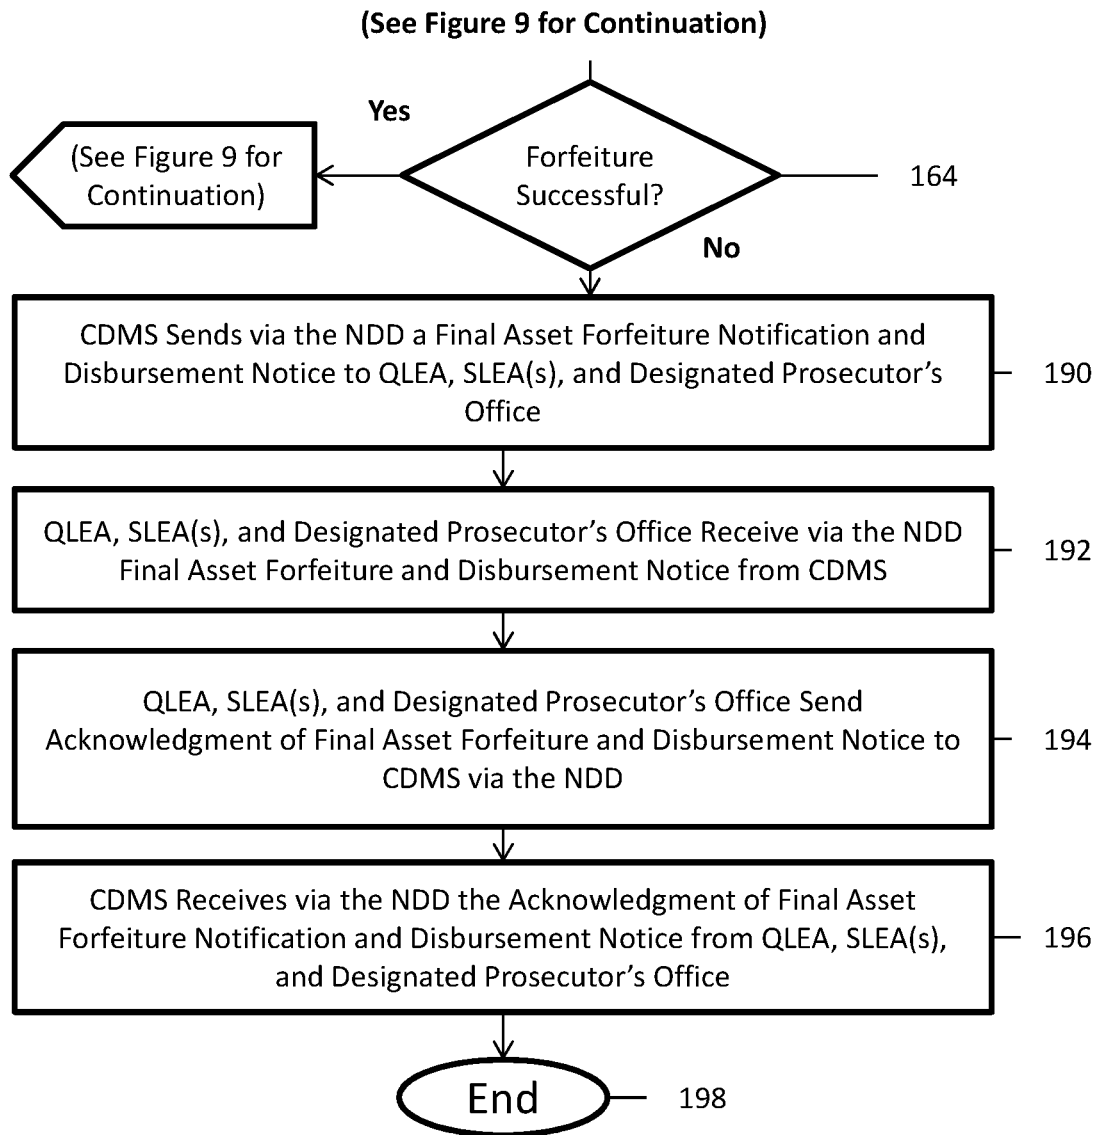 (See Figure 9 for Continuation)
Yes
(See Figure 9 for
Continuation)
Forfeiture
Successful?
164
No
CDMS Sends via the NDD a Final Asset Forfeiture Notification and
Disbursement Notice to QLEA, SLEA(s), and Designated Prosecutor’s
Office
190
QLEA, SLEA(s), and Designated Prosecutor’s Office Receive via the NDD
Final Asset Forfeiture and Disbursement Notice from CDMS
192
QLEA, SLEA(s), and Designated Prosecutor’s Office Send
Acknowledgment of Final Asset Forfeiture and Disbursement Notice to
CDMS via the NDD
194
CDMS Receives via the NDD the Acknowledgment of Final Asset
Forfeiture Notification and Disbursement Notice from QLEA, SLEA(s),
and Designated Prosecutor’s Office
196
End
198